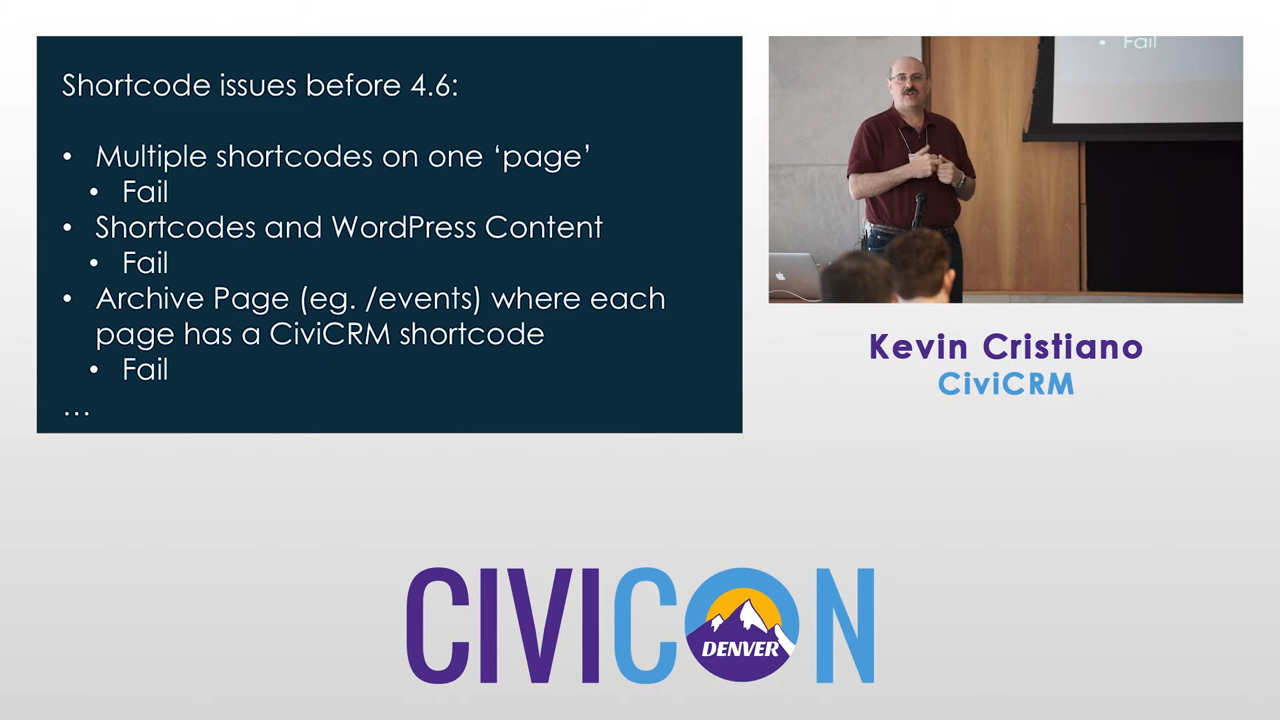 Shortcode issues before 4.6:
• Multiple shortcodes on one ‘page’
• Fail
• Shortcodes and WordPress Content
• Fail
• Archive Page (eg. /events) where each
page has a CiviCRM shortcode
• Fail
...
• Fail
Kevin Cristiano
CiviCRM
CIVICON
DENVER